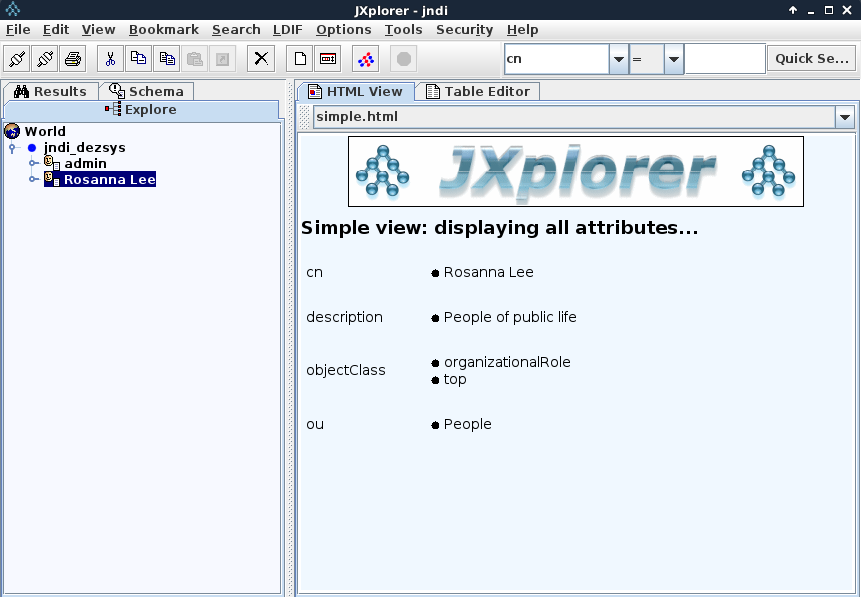 JXplorer - jndi
File Edit View Bookmark Search LDIF Options Tools Security Help
cn = Quick Se...
Results Schema
Explore
World
jndi_dezsys
admin
Rosanna Lee
HTML View Table Editor
simple.html
JXplorer
Simple view: displaying all attributes...
cn Rosanna Lee
description People of public life
objectClass organizationalRole
top
ou People